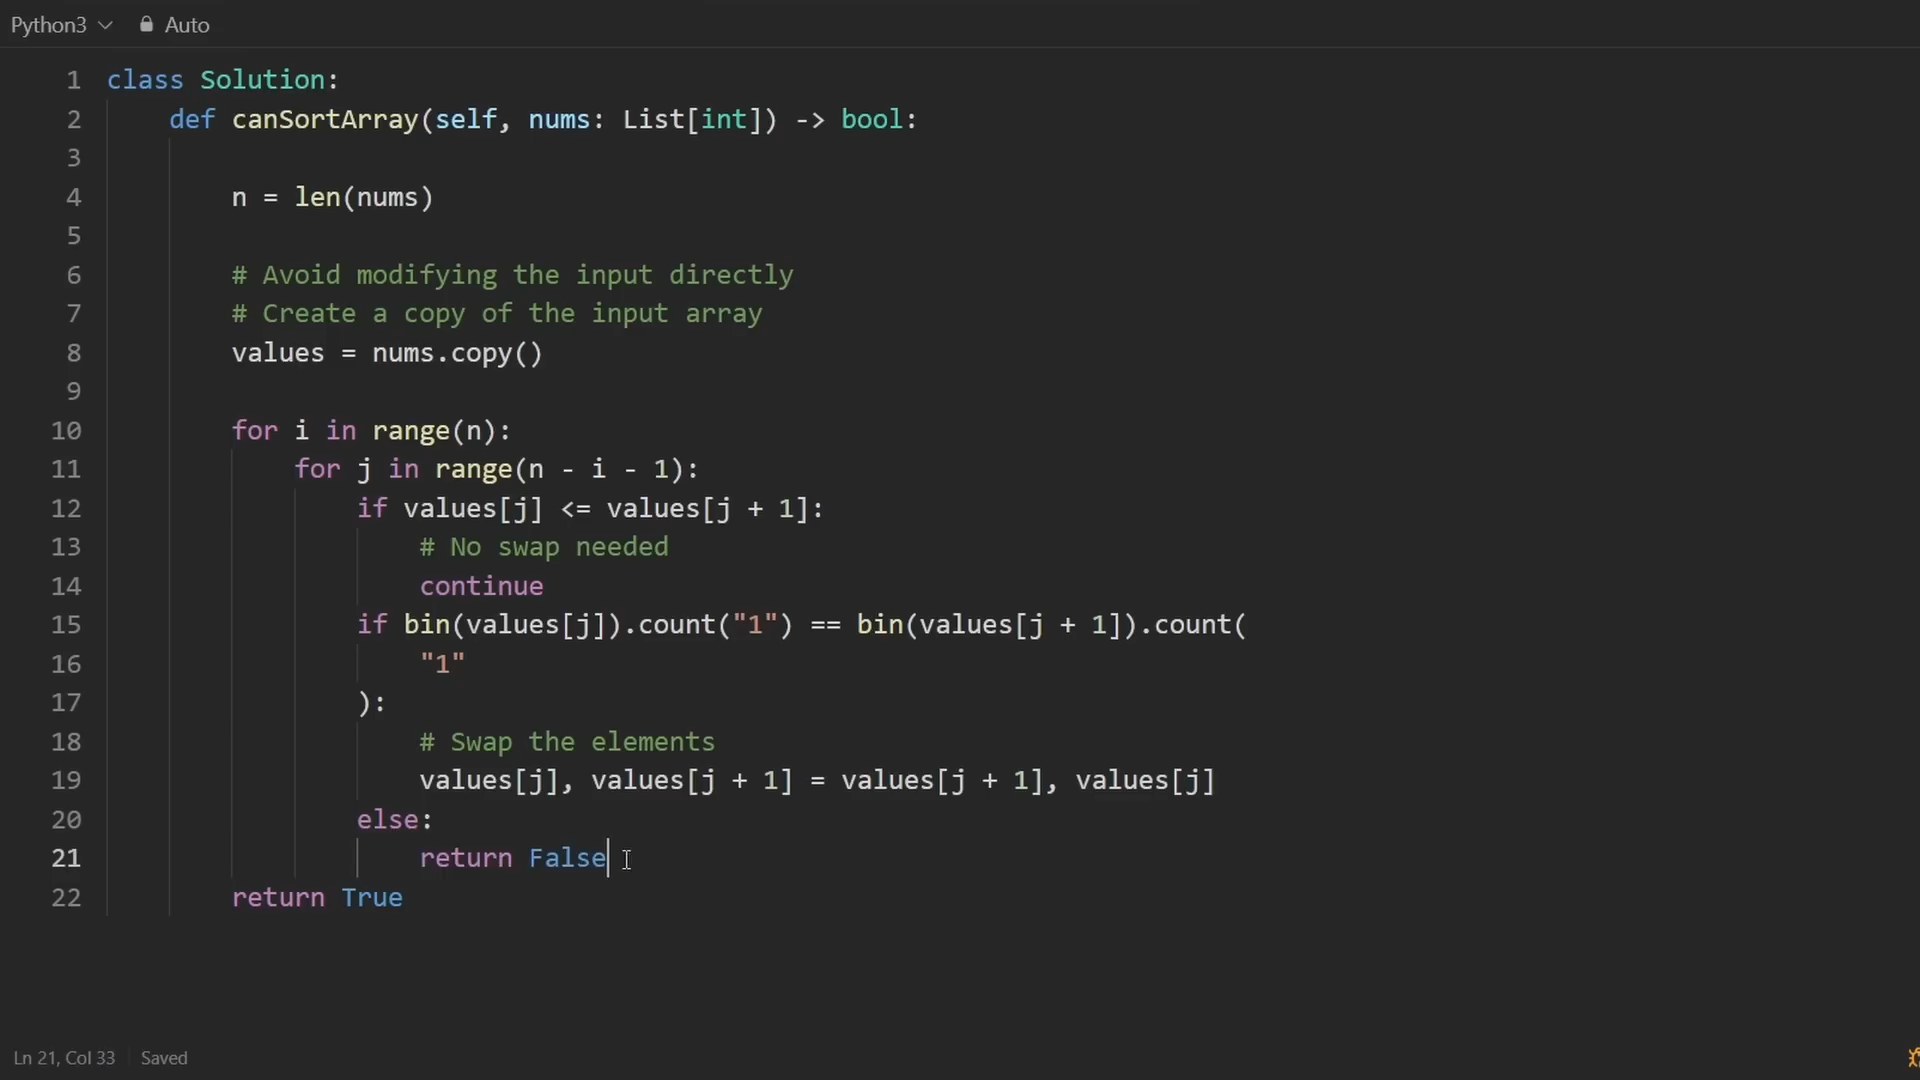 Python3 Auto
1 class Solution:
2 def canSortArray(self, nums: List[int]) -> bool:
3
4 n = len(nums)
5
6 # Avoid modifying the input directly
7 # Create a copy of the input array
8 values = nums.copy()
9
10 for i in range(n):
11 for j in range(n - i - 1):
12 if values[j] <= values[j + 1]:
13 # No swap needed
14 continue
15 if bin(values[j]).count("1") == bin(values[j + 1]).count(
16 "1"
17 ):
18 # Swap the elements
19 values[j], values[j + 1] = values[j + 1], values[j]
20 else:
21 return False
22 return True
Ln 21, Col 33 Saved